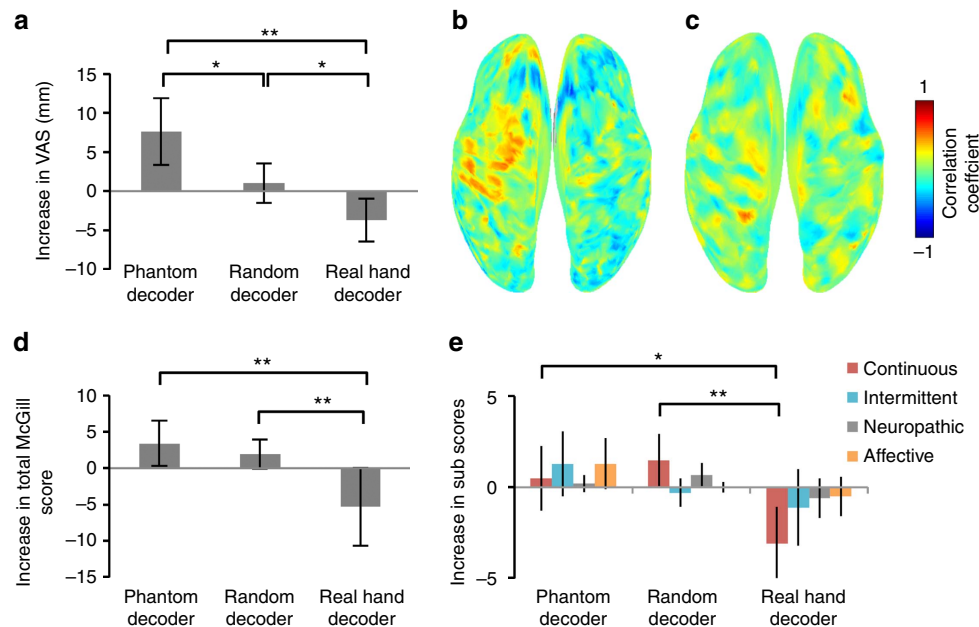 a
**
*
*
15
10
5
0
−5
−10
Increase in VAS (mm)
Phantom
decoder
Random
decoder
Real hand
decoder
b
c
1
−1
Correlation
coefficient
d
**
**
10
5
0
−5
−10
−15
Increase in total McGill
score
Phantom
decoder
Random
decoder
Real hand
decoder
e
*
**
5
0
−5
Increase in sub scores
Continuous
Intermittent
Neuropathic
Affective
Phantom
decoder
Random
decoder
Real hand
decoder